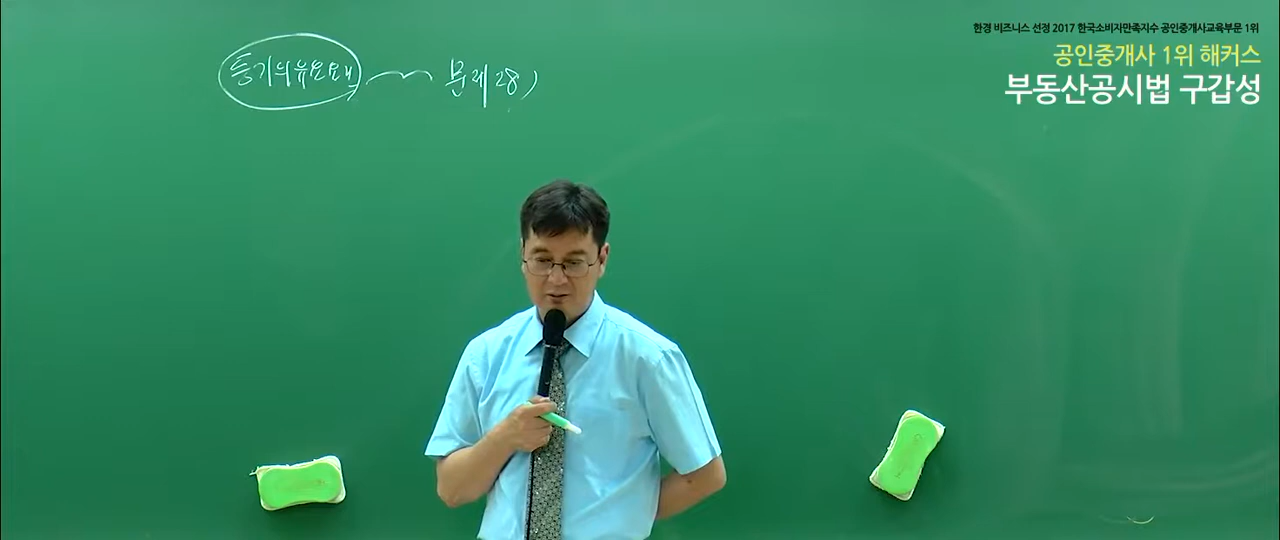 한경 비즈니스 선정 2017 한국소비자만족지수 공인중개사교육부문 1위
공인중개사 1위 해커스
부동산공시법 구갑성
등기의유효요건 문제 28)